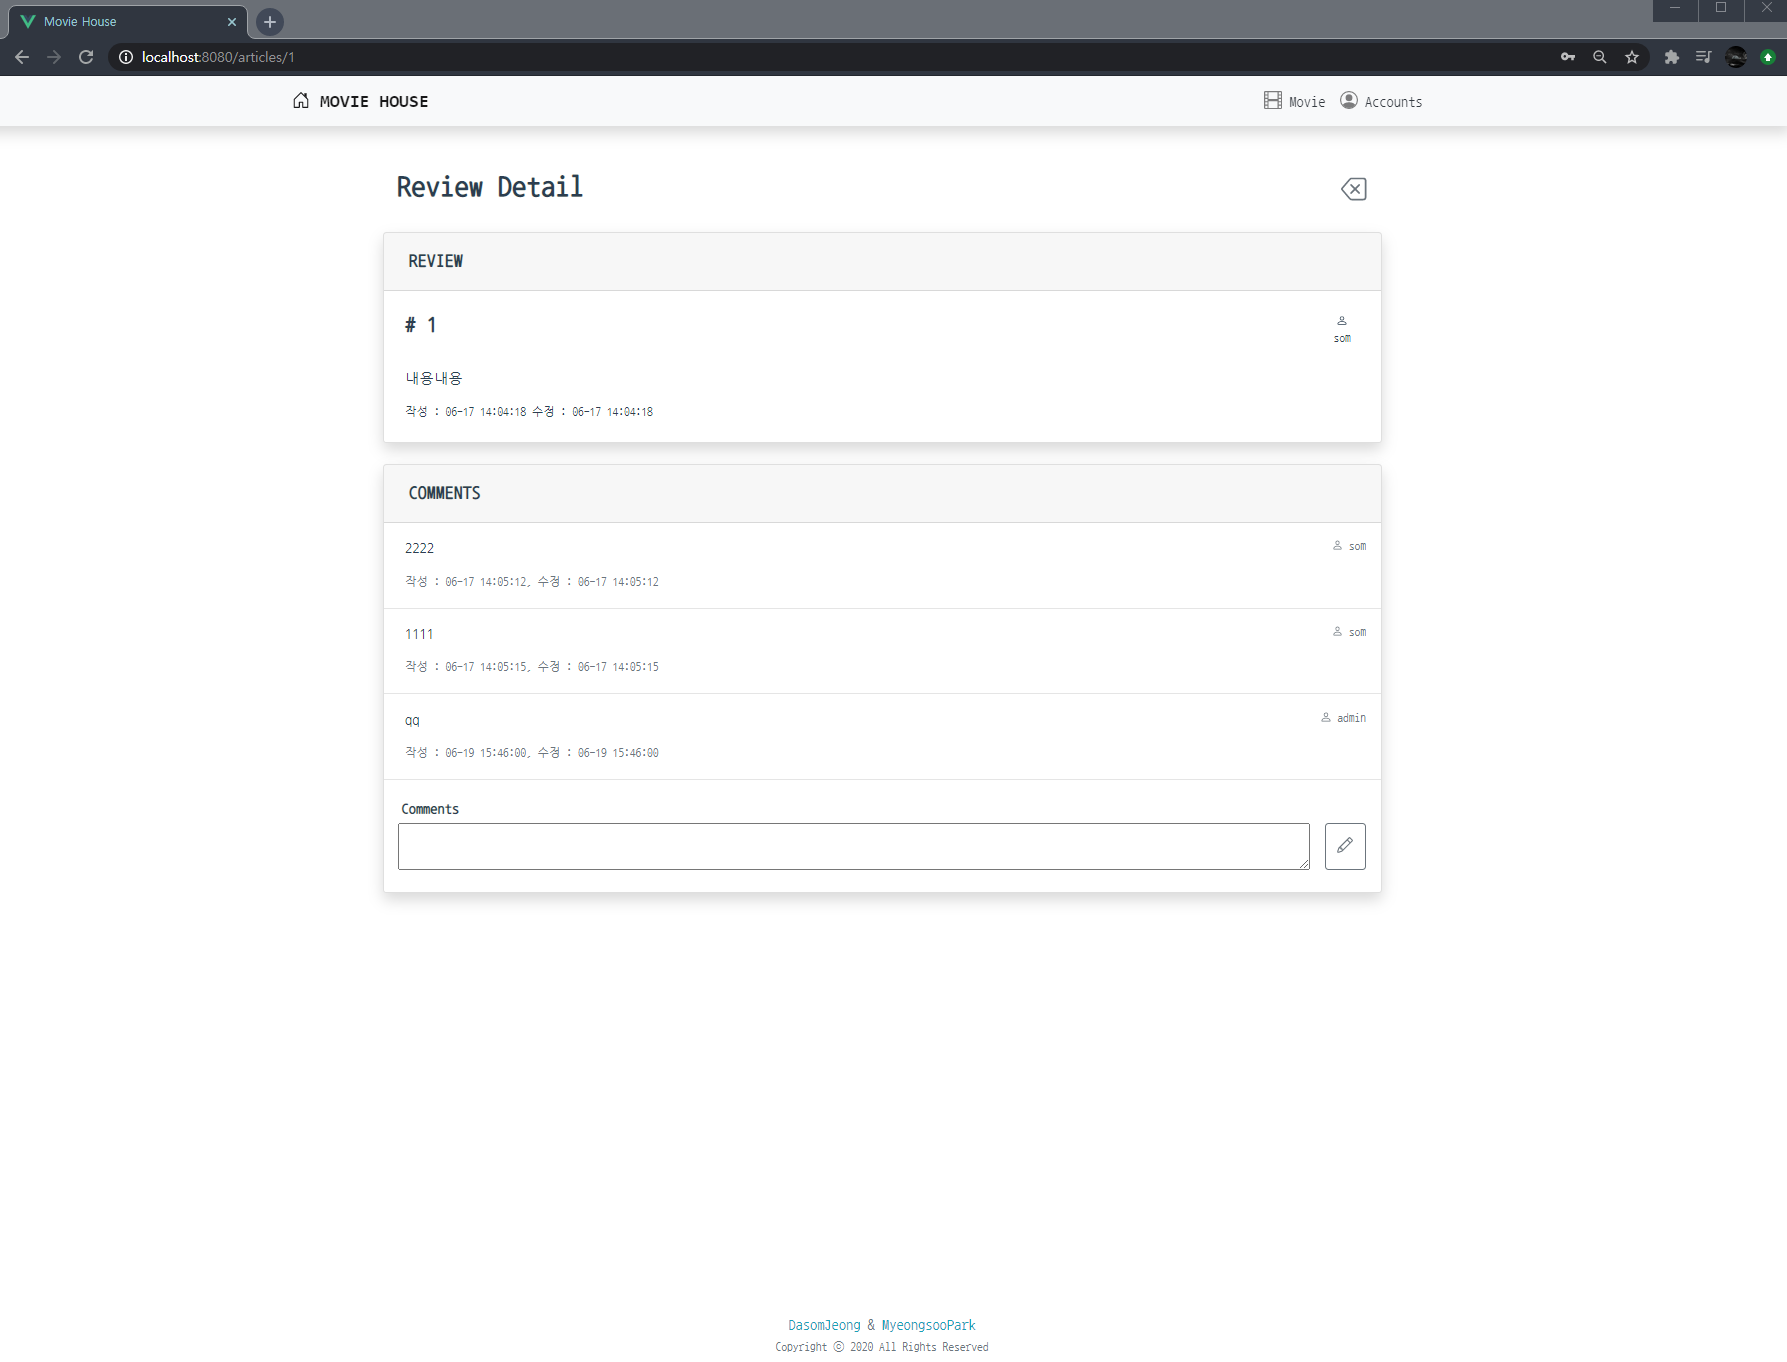 Movie House
localhost:8080/articles/1
MOVIE HOUSE
Movie Accounts
Review Detail
REVIEW
# 1
som
내용내용
작성 : 06-17 14:04:18 수정 : 06-17 14:04:18
COMMENTS
2222
som
작성 : 06-17 14:05:12, 수정 : 06-17 14:05:12
1111
som
작성 : 06-17 14:05:15, 수정 : 06-17 14:05:15
qq
admin
작성 : 06-19 15:46:00, 수정 : 06-19 15:46:00
Comments
DasomJeong & MyeongsooPark
Copyright ⓒ 2020 All Rights Reserved